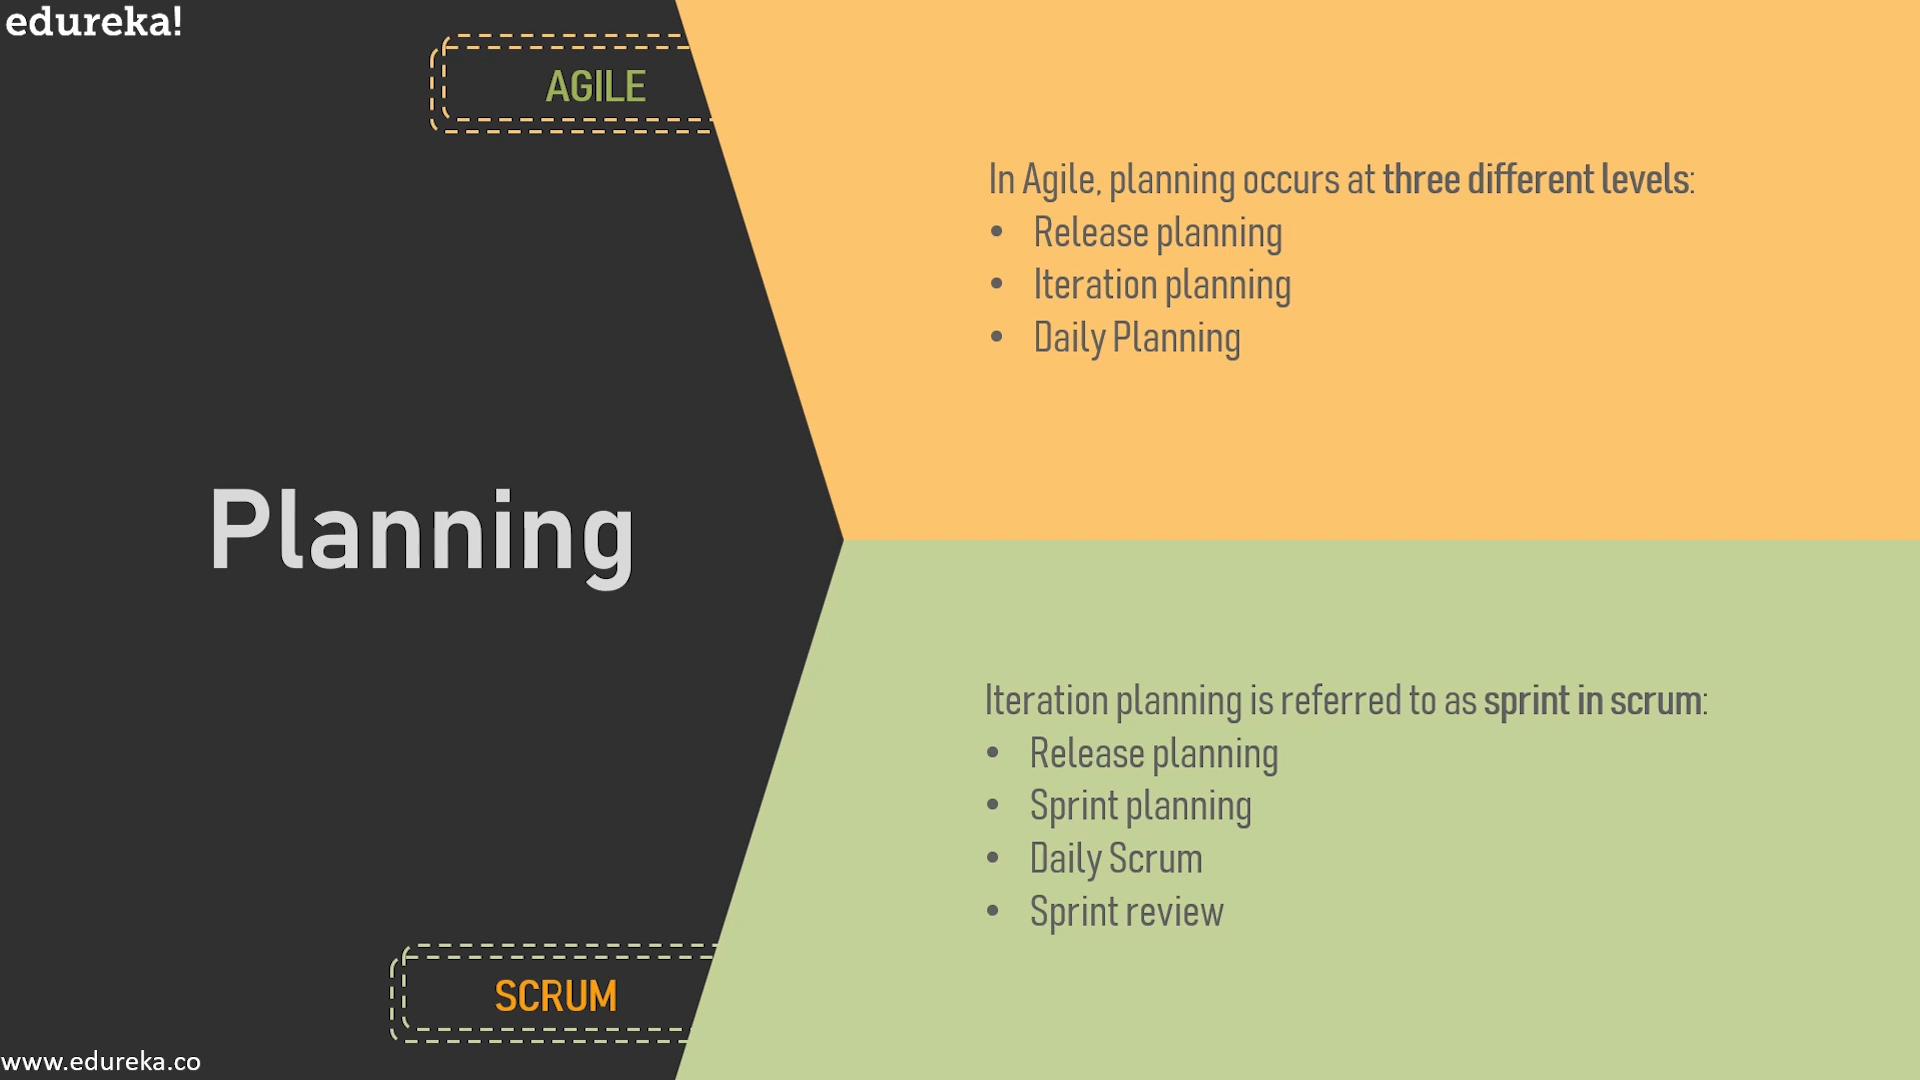 edureka!
AGILE
In Agile, planning occurs at three different levels:
• Release planning
• Iteration planning
• Daily Planning
Planning
Iteration planning is referred to as sprint in scrum:
• Release planning
• Sprint planning
• Daily Scrum
• Sprint review
SCRUM
www.edureka.co